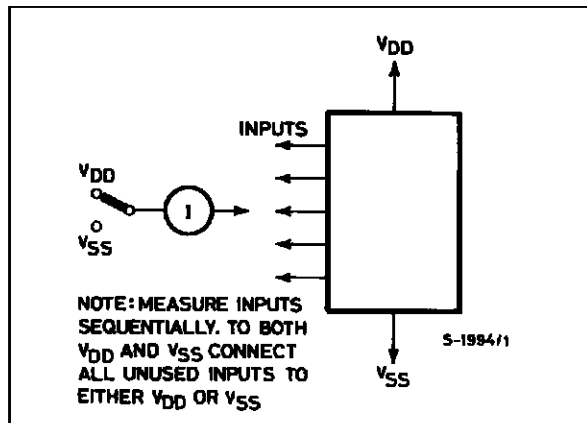 VDD
INPUTS
VDD
I
VSS
NOTE: MEASURE INPUTS
SEQUENTIALLY. TO BOTH
VDD AND VSS CONNECT
ALL UNUSED INPUTS TO
EITHER VDD OR VSS
S-1994/1
VSS